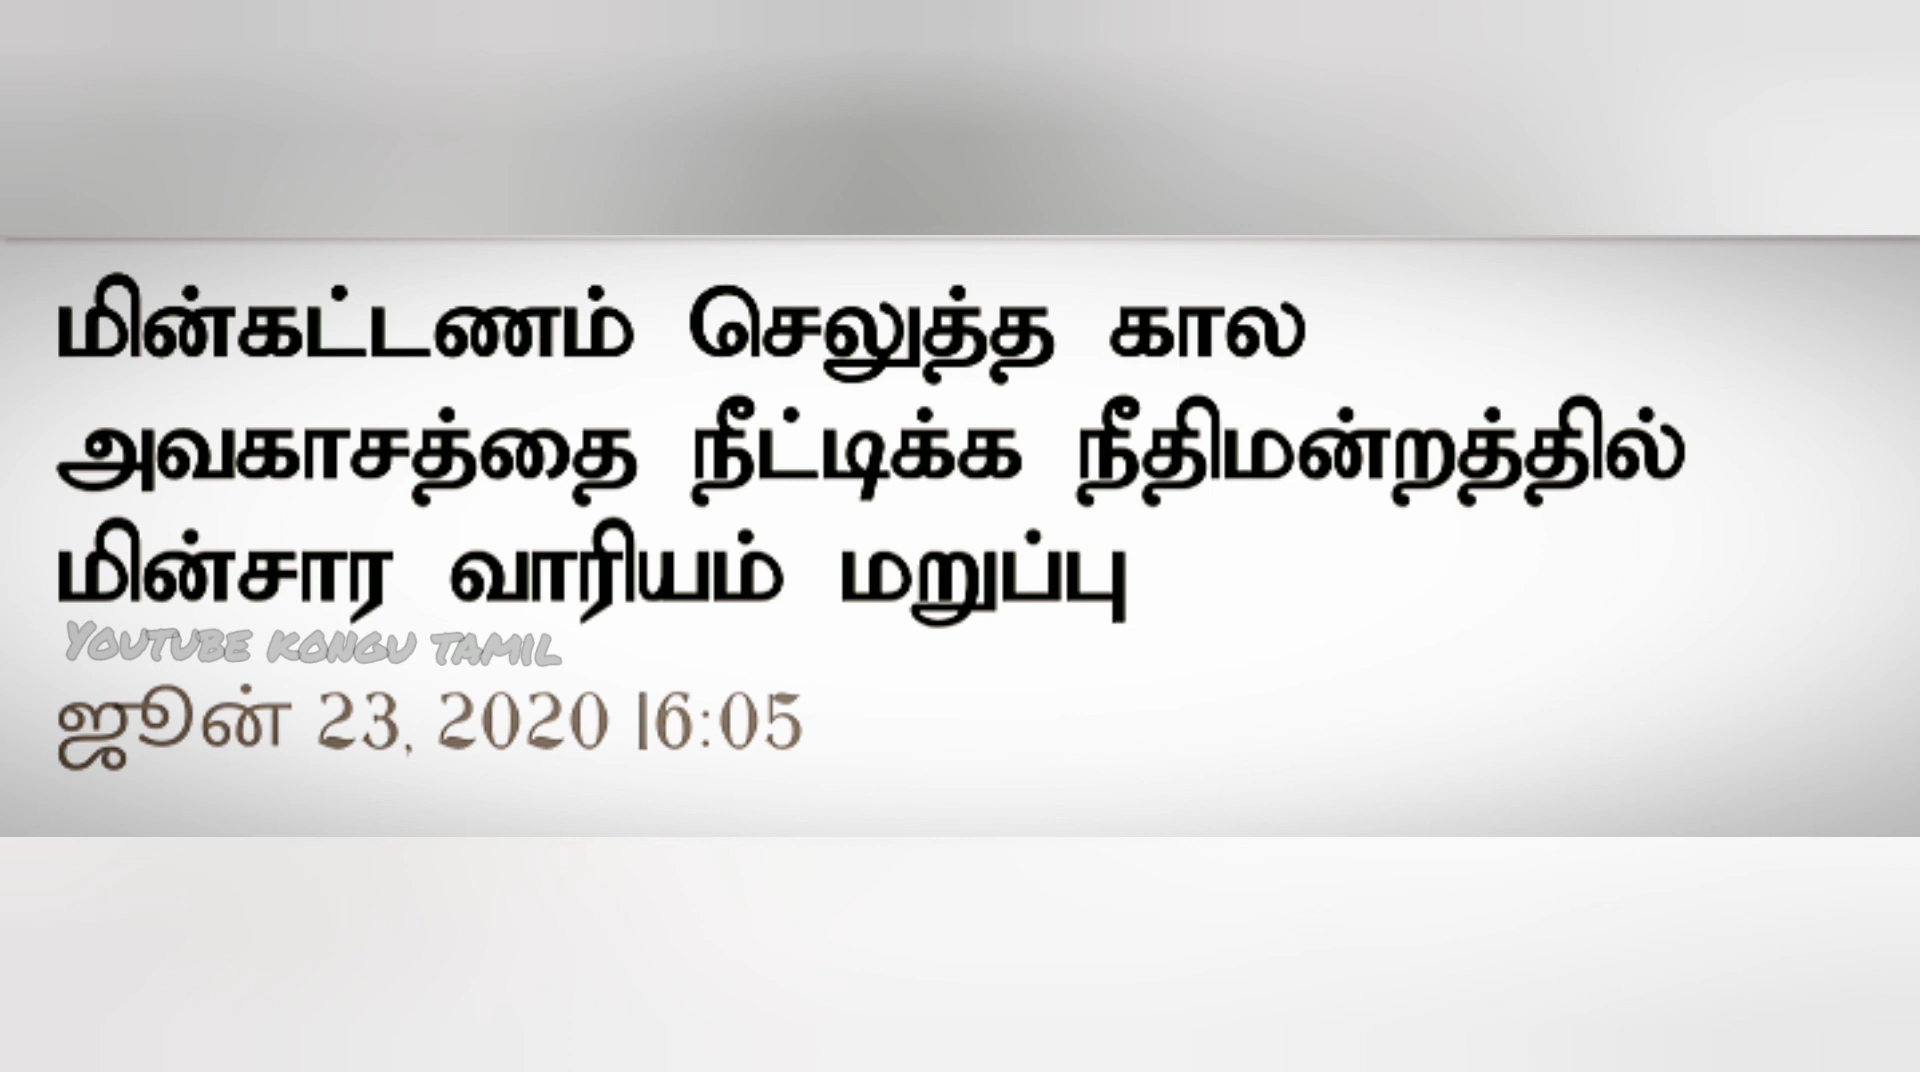 மின்கட்டணம் செலுத்த கால
அவகாசத்தை நீட்டிக்க நீதிமன்றத்தில்
மின்சார வாரியம் மறுப்பு
YOUTUBE KONGU TAMIL
ஜூன் 23, 2020 16:05